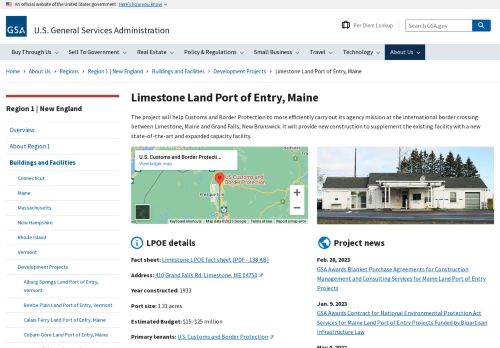 An official website of the United States government Here's how you know
GSA
U.S. General Services Administration
Per Diem Lookup
Search GSA.gov
Buy Through Us
Sell To Government
Real Estate
Policy & Regulations
Small Business
Travel
Technology
About Us
Home > About Us > Regions > Region 1 | New England > Buildings and Facilities > Development Projects > Limestone Land Port of Entry, Maine
Region 1 | New England
Overview
About Region 1
Buildings and Facilities
Connecticut
Maine
Massachusetts
New Hampshire
Rhode Island
Vermont
Development Projects
Alburg Springs Land Port of Entry,
Vermont
Beebe Plain Land Port of Entry, Vermont
Calais Ferry Land Port of Entry, Maine
Coburn Gore Land Port of Entry, Maine
Limestone Land Port of Entry, Maine
The project will help Customs and Border Protection to more efficiently carry out its agency mission at the international border crossing
between Limestone, Maine and Grand Falls, New Brunswick. It will provide new construction to supplement the existing facility with a new
state-of-the-art and expanded capacity facility.
U.S. Customs and Border Protecti...
View larger map
US Customs and
Border Protection
Presque Isle
+
−
Google
Keyboard shortcuts
Map data ©2023 Google
Terms of Use
Report a map error
LPOE details
Fact sheet: Limestone LPOE fact sheet [PDF - 138 KB]
Address: 410 Grand Falls Rd, Limestone, ME 04750
Year constructed: 1933
Port size: 1.31 acres
Estimated Budget: $15–$25 million
Primary tenants: U.S. Customs and Border Protection
Project news
Feb. 28, 2023
GSA Awards Blanket Purchase Agreements for Construction
Management and Consulting Services for Maine Land Port of Entry
Projects
Jan. 9, 2023
GSA Awards Contract for National Environmental Protection Act
Services for Maine Land Port of Entry Projects Funded by Bipartisan
Infrastructure Law